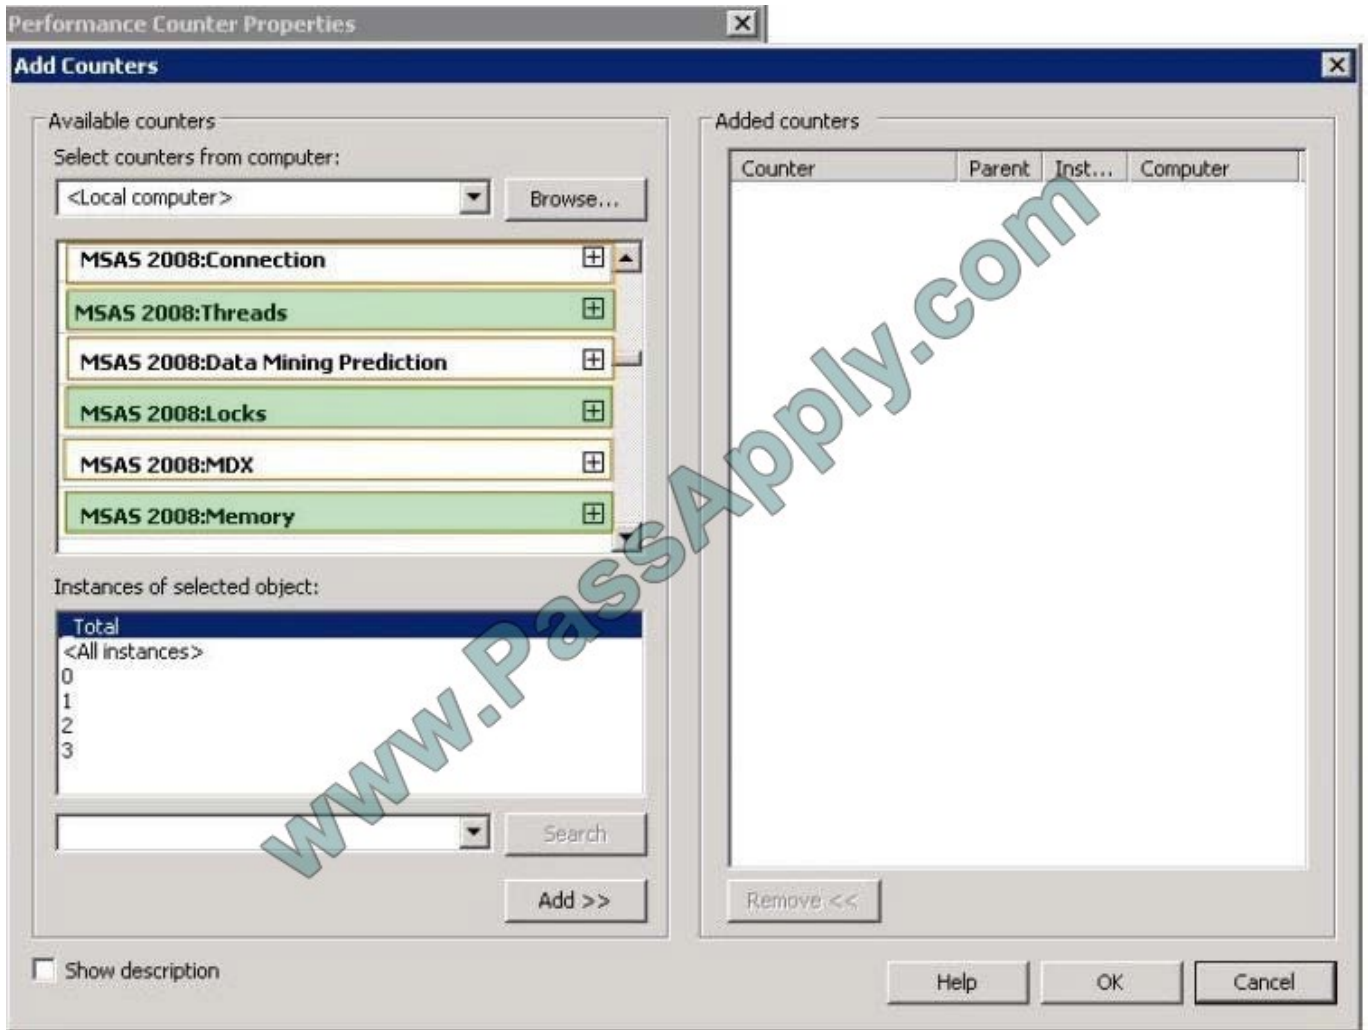 Performance Counter Properties
Add Counters
Available counters
Select counters from computer:
<Local computer>
Browse...
MSAS 2008:Connection
MSAS 2008:Threads
MSAS 2008:Data Mining Prediction
MSAS 2008:Locks
MSAS 2008:MDX
MSAS 2008:Memory
Instances of selected object:
_Total
<All instances>
0
1
2
3
Search
Add >>
Show description
Added counters
Counter Parent Inst... Computer
Remove <<
Help OK Cancel
www.PassApply.com